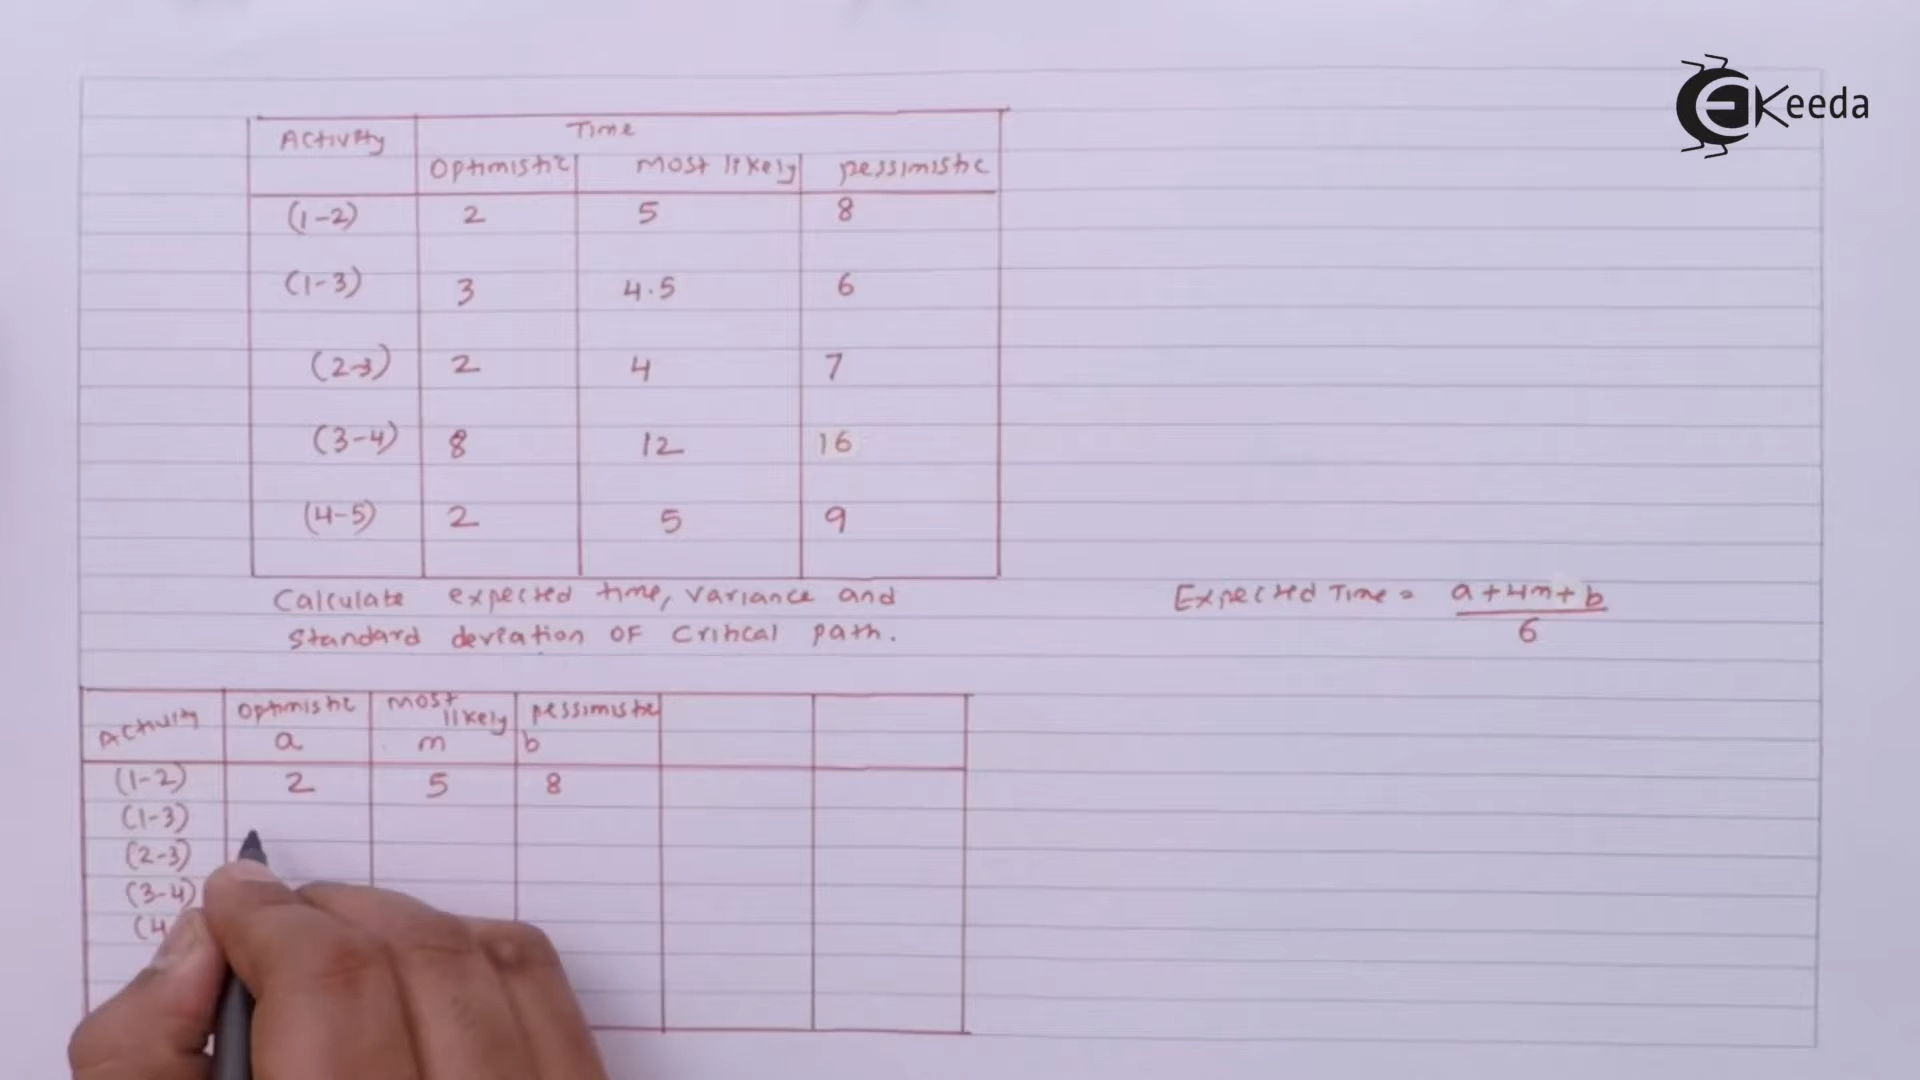 Keeda
Activity Time
Optimistic Most likely pessimistic
(1-2) 2 5 8
(1-3) 3 4.5 6
(2-3) 2 4 7
(3-4) 8 12 16
(4-5) 2 5 9
Calculate expected time, variance and
standard deviation OF Critical path.
Expected Time = a+4m+b
6
Activity Optimistic most likely pessimistic
a m b
(1-2) 2 5 8
(1-3)
(2-3)
(3-4)
(4